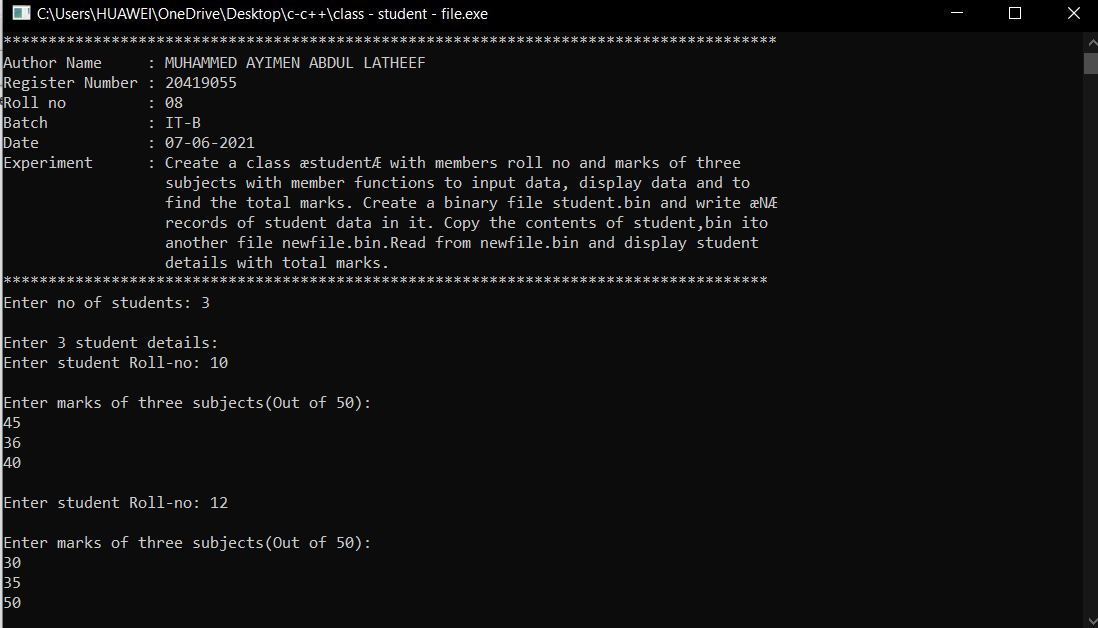 C:\Users\HUAWEI\OneDrive\Desktop\c-c++\class - student - file.exe
**************************************************************************************
Author Name     : MUHAMMED AYIMEN ABDUL LATHEEF
Register Number : 20419055
Roll no         : 08
Batch           : IT-B
Date            : 07-06-2021
Experiment      : Create a class æstudentÆ with members roll no and marks of three
                  subjects with member functions to input data, display data and to
                  find the total marks. Create a binary file student.bin and write æNÆ
                  records of student data in it. Copy the contents of student,bin ito
                  another file newfile.bin.Read from newfile.bin and display student
                  details with total marks.
*************************************************************************************
Enter no of students: 3

Enter 3 student details:
Enter student Roll-no: 10

Enter marks of three subjects(Out of 50):
45
36
40

Enter student Roll-no: 12

Enter marks of three subjects(Out of 50):
30
35
50